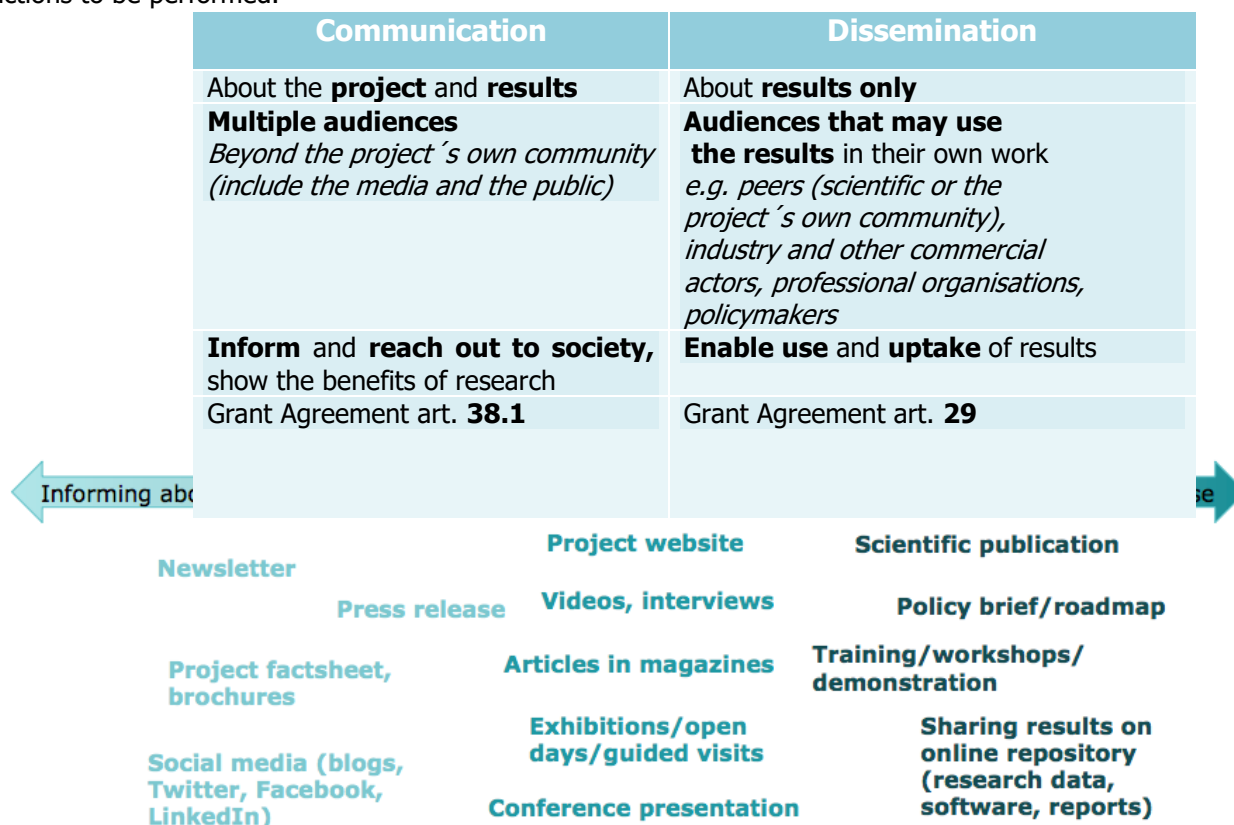 to be performed.
Communication
Dissemination
About the project and results
About results only
Multiple audiences
Beyond the project´s own community
(include the media and the public)
Audiences that may use
the results in their own work
e.g. peers (scientific or the
project´s own community),
industry and other commercial
actors, professional organisations,
policymakers
Inform and reach out to society,
show the benefits of research
Enable use and uptake of results
Grant Agreement art. 38.1
Grant Agreement art. 29
Informing
Newsletter
Press release
Project factsheet,
brochures
Social media (blogs,
Twitter, Facebook,
LinkedIn)
Project website
Videos, interviews
Articles in magazines
Exhibitions/open
days/guided visits
Conference presentation
Scientific publication
Policy brief/roadmap
Training/workshops/
demonstration
Sharing results on
online repository
(research data,
software, reports)